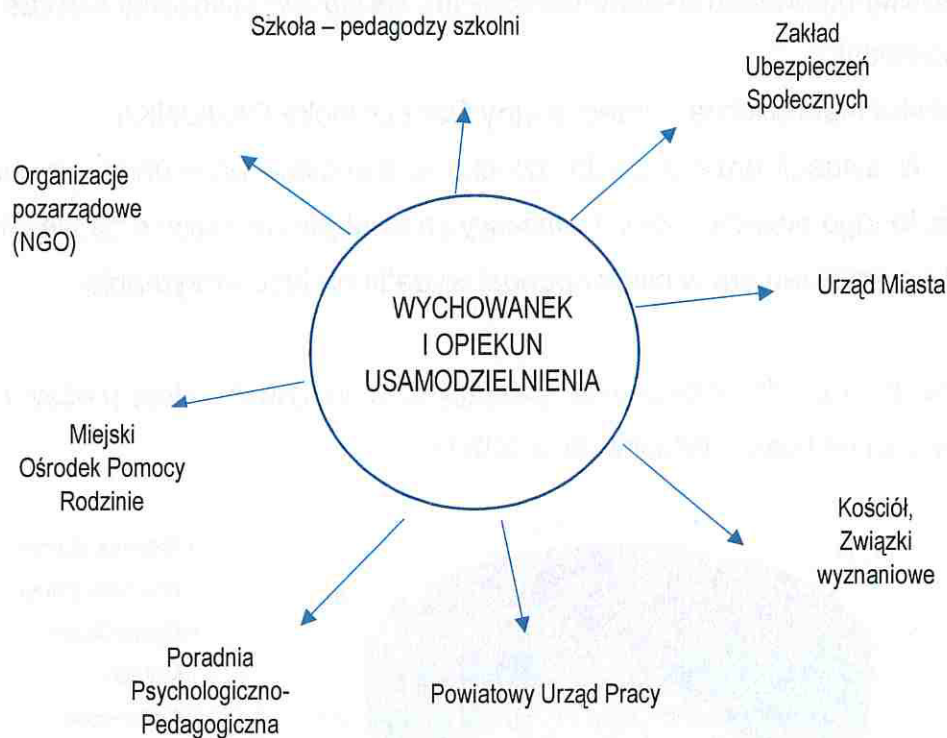 Szkoła – pedagodzy szkolni
Zakład
Ubezpieczeń
Społecznych
Organizacje
pozarządowe
(NGO)
WYCHOWANEK
I OPIEKUN
USAMODZIELNIENIA
Urząd Miasta
Miejski
Ośrodek Pomocy
Rodzinie
Kościół,
Związki
wyznaniowe
Poradnia
Psychologiczno-
Pedagogiczna
Powiatowy Urząd Pracy